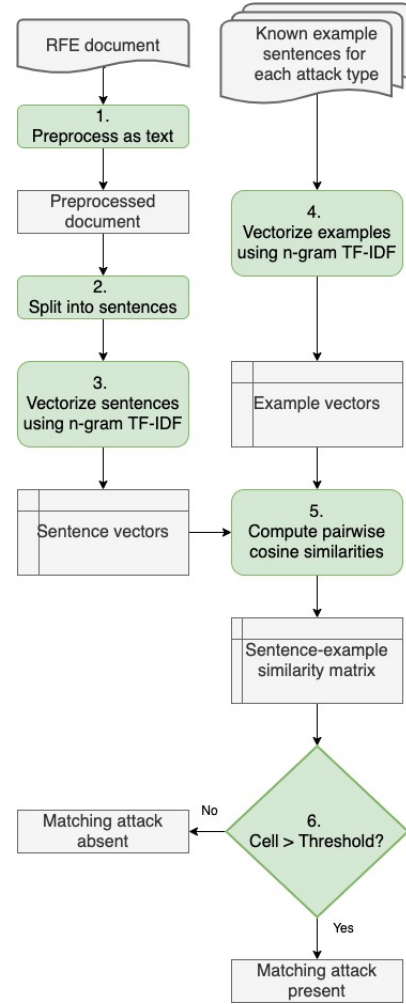 RFE document
Known example
sentences for
each attack type
1.
Preprocess as text
Preprocessed
document
2.
Split into sentences
3.
Vectorize sentences
using n-gram TF-IDF
4.
Vectorize examples
using n-gram TF-IDF
Example vectors
Sentence vectors
5.
Compute pairwise
cosine similarities
Sentence-example
similarity matrix
6.
Cell > Threshold?
No
Matching attack
absent
Yes
Matching attack
present